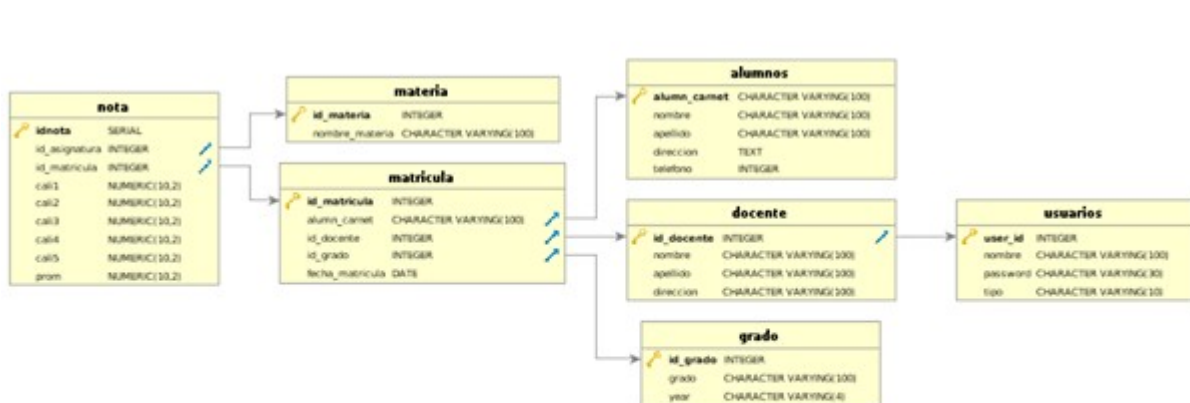 nota
idnota SERIAL
id_asignatura INTEGER
id_matricula INTEGER
cali1 NUMERIC(10,2)
cali2 NUMERIC(10,2)
cali3 NUMERIC(10,2)
cali4 NUMERIC(10,2)
cali5 NUMERIC(10,2)
prom NUMERIC(10,2)
materia
id_materia INTEGER
nombre_materia CHARACTER VARYING(100)
matricula
id_matricula INTEGER
alumn_carnet CHARACTER VARYING(100)
id_docente INTEGER
id_grado INTEGER
fecha_matricula DATE
alumnos
alumn_carnet CHARACTER VARYING(100)
nombre CHARACTER VARYING(100)
apellido CHARACTER VARYING(100)
direccion TEXT
telefono INTEGER
docente
id_docente INTEGER
nombre CHARACTER VARYING(100)
apellido CHARACTER VARYING(100)
direccion CHARACTER VARYING(100)
grado
id_grado INTEGER
grado CHARACTER VARYING(100)
year CHARACTER VARYING(4)
usuarios
user_id INTEGER
nombre CHARACTER VARYING(100)
password CHARACTER VARYING(30)
tipo CHARACTER VARYING(10)